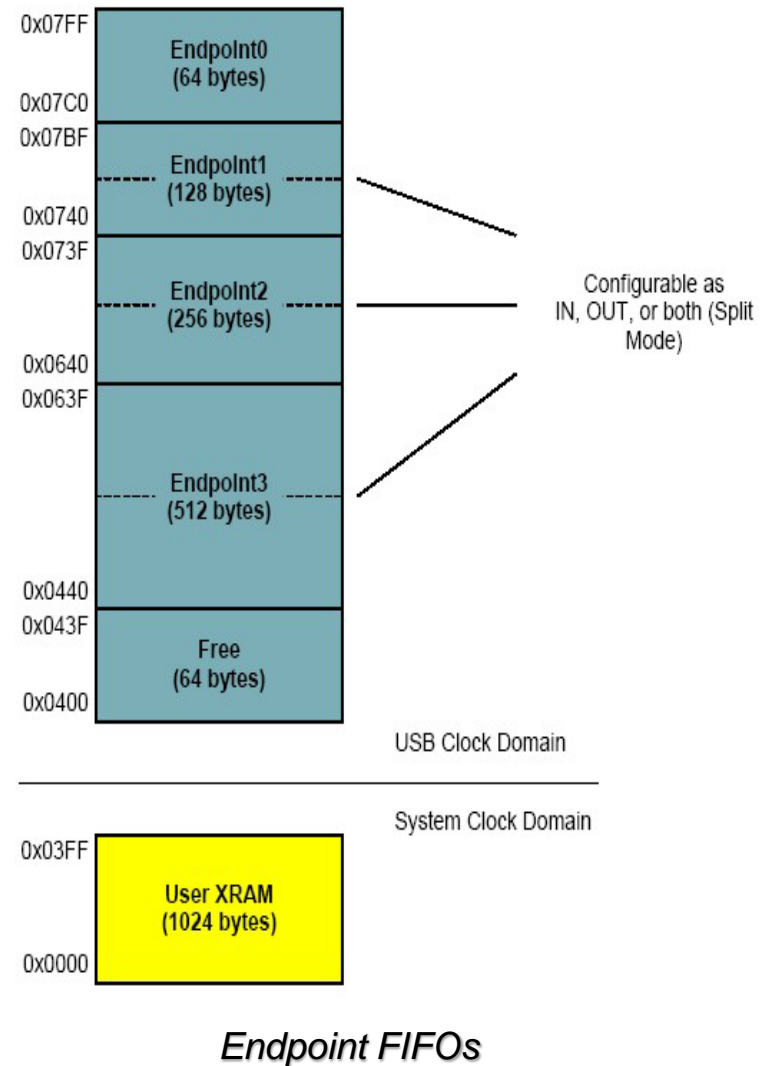 0x07FF
Endpoint0
(64 bytes)
0x07C0
0x07BF
Endpoint1
(128 bytes)
0x0740
0x073F
Endpoint2
(256 bytes)
0x0640
0x063F
Endpoint3
(512 bytes)
0x0440
0x043F
Free
(64 bytes)
0x0400
Configurable as
IN, OUT, or both (Split
Mode)
USB Clock Domain
System Clock Domain
0x03FF
User XRAM
(1024 bytes)
0x0000
Endpoint FIFOs